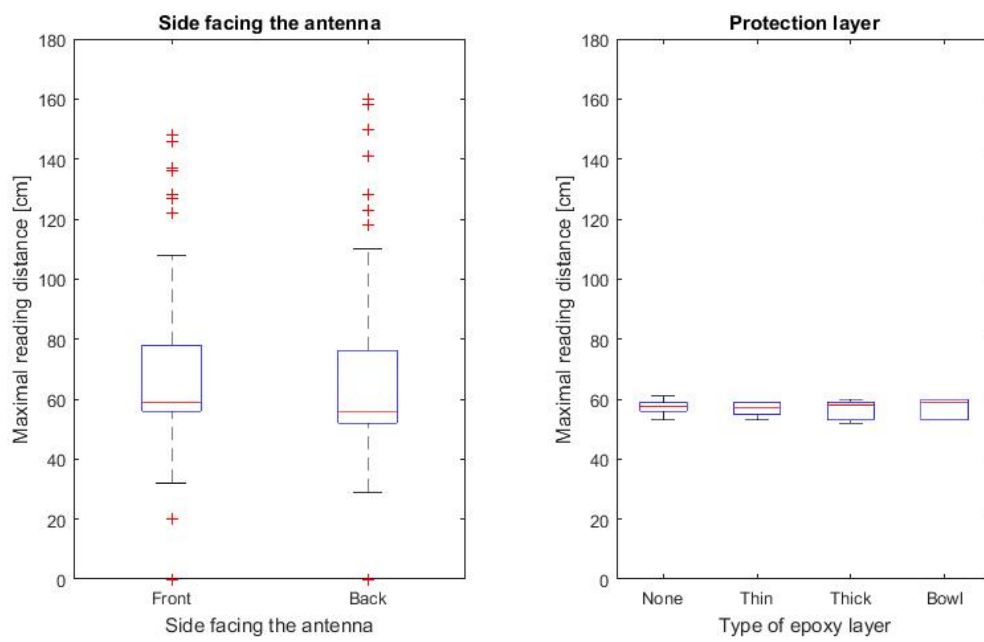 Side facing the antenna
180
160
140
120
100
80
60
40
20
0
Maximal reading distance [cm]
Front Back
Side facing the antenna
Protection layer
180
160
140
120
100
80
60
40
20
0
Maximal reading distance [cm]
None Thin Thick Bowl
Type of epoxy layer